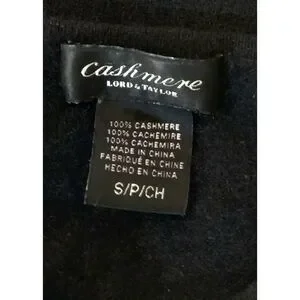 Cashmere
LORD & TAYLOR
100% CASHMERE
100% CACHEMIRE
100% CACHEMIRA
MADE IN CHINA
FABRIQUÉ EN CHINE
HECHO EN CHINA
S/P/CH